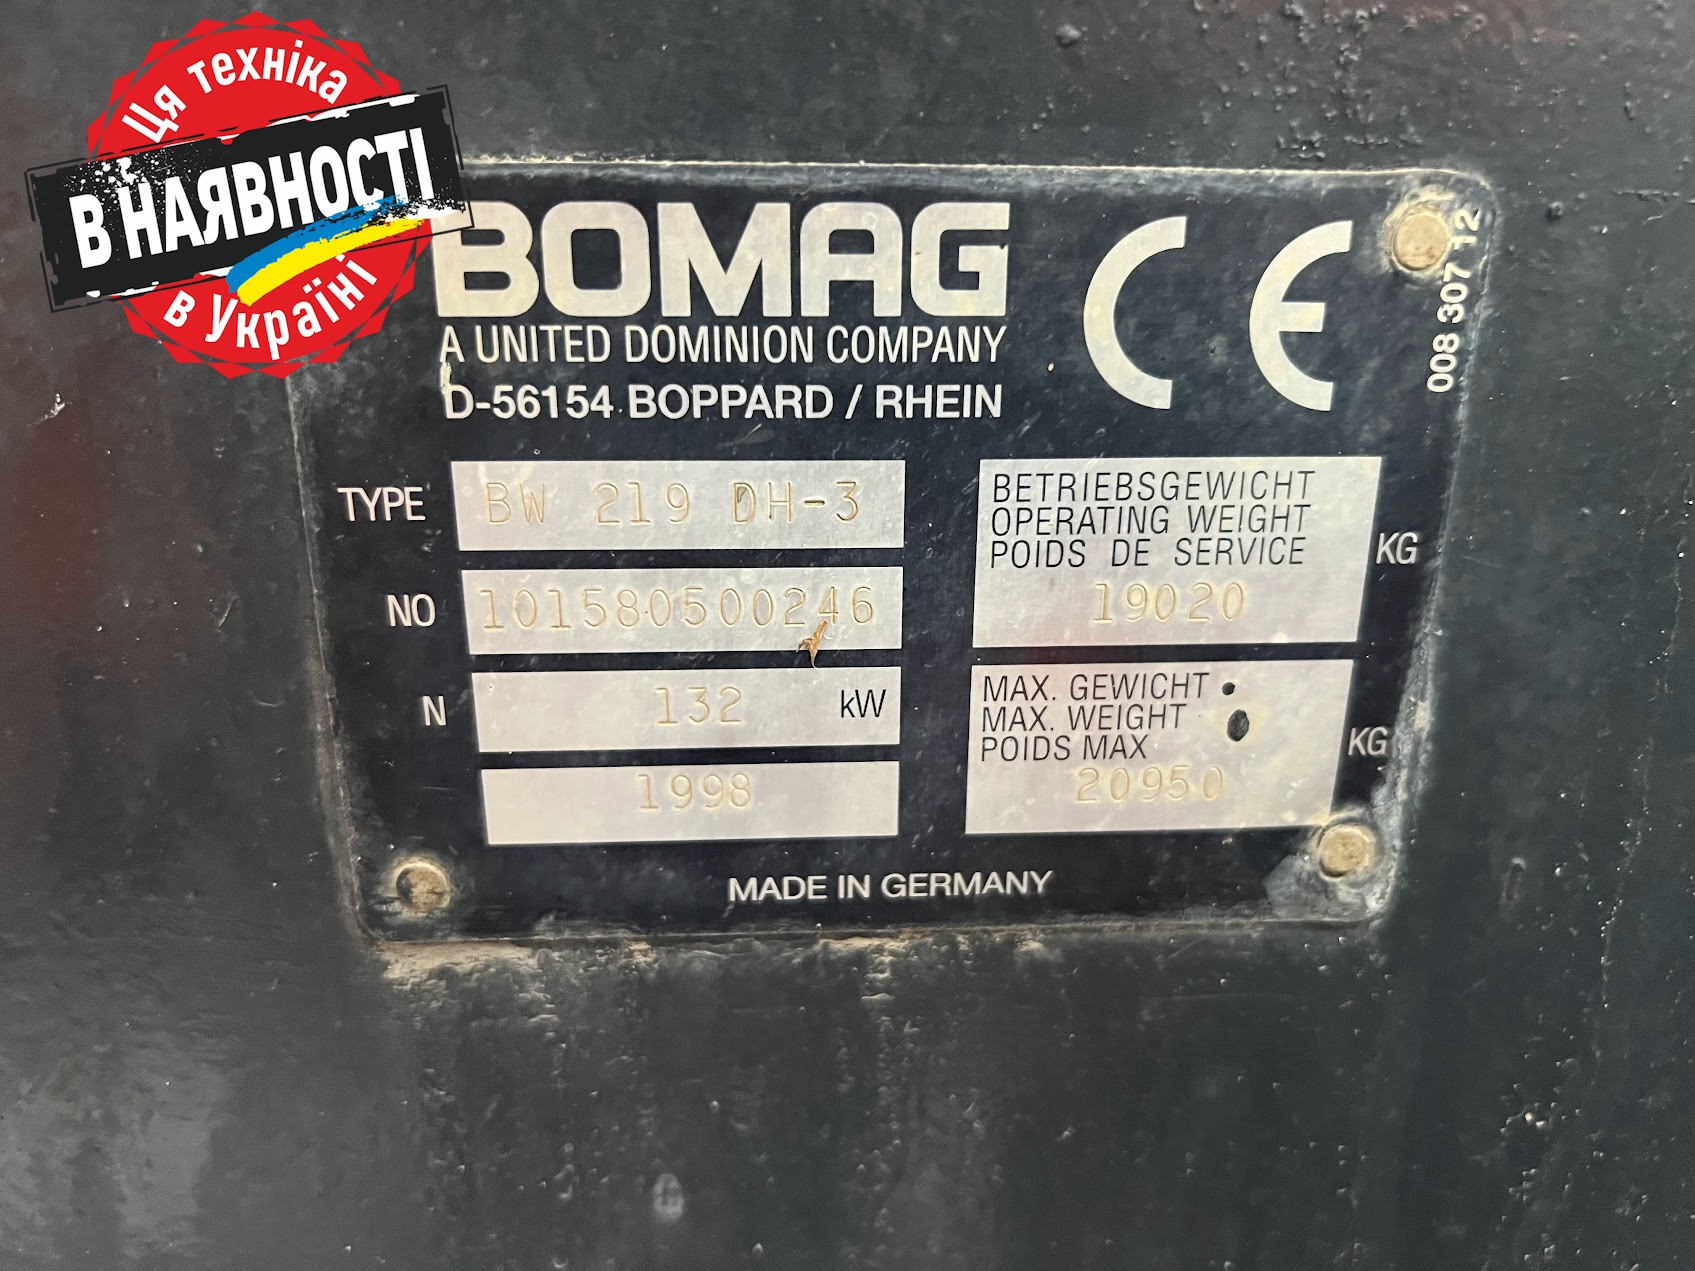 Ця техніка
В НАЯВНОСТІ
в Україні
BOMAG
A UNITED DOMINION COMPANY
D-56154 BOPPARD / RHEIN
CE
008 307 12
TYPE BW 219 DH-3
NO 101580500246
N 132 kW
1998
BETRIEBSGEWICHT
OPERATING WEIGHT
POIDS DE SERVICE
19020 KG
MAX. GEWICHT
MAX. WEIGHT
POIDS MAX
20950 KG
MADE IN GERMANY